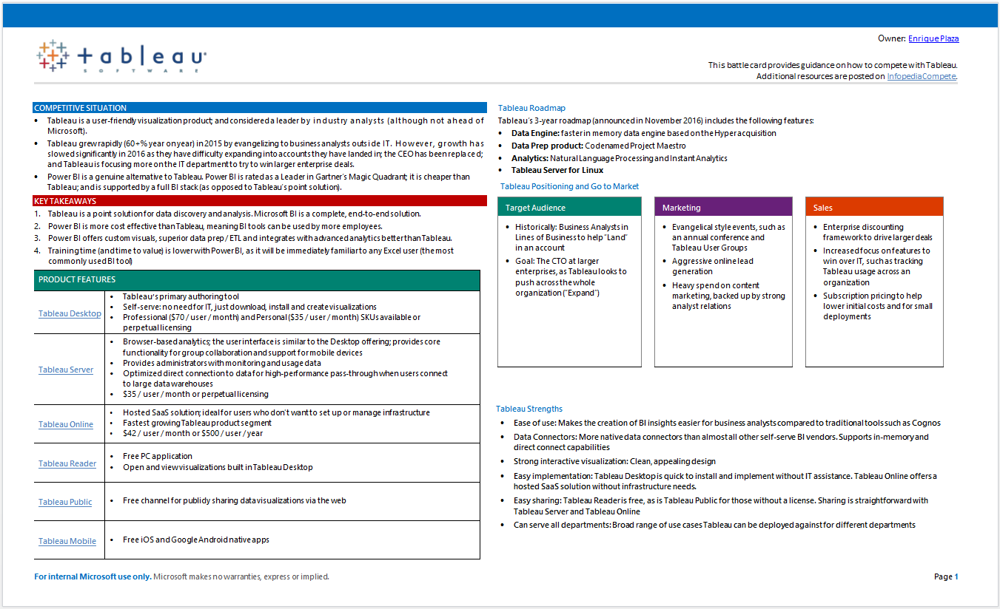 Owner: Enrique Plaza
+ableau
SOFTWARE
This battle card provides guidance on how to compete with Tableau.
Additional resources are posted on InfopediaCompete.
COMPETITIVE SITUATION
• Tableau is a user-friendly visualization product; and considered a leader by industry analysts (although not ahead of
Microsoft).
• Tableau grew rapidly (60+% year on year) in 2015 by evangelizing to business analysts outside IT. However, growth has
slowed significantly in 2016 as they have difficulty expanding into accounts they have landed in; the CEO has been replaced;
and Tableau is focusing more on the IT department to try to win larger enterprise deals.
• Power BI is a genuine alternative to Tableau. Power BI is rated as a Leader in Gartner's Magic Quadrant; it is cheaper than
Tableau; and is supported by a full BI stack (as opposed to Tableau's point solution).
KEY TAKEAWAYS
1. Tableau is a point solution for data discovery and analysis. Microsoft BI is a complete, end-to-end solution.
2. Power BI is more cost effective than Tableau, meaning BI tools can be used by more employees.
3. Power BI offers custom visuals, superior data prep / ETL and integrates with advanced analytics better than Tableau.
4. Training time (and time to value) is lower with Power BI, as it will be immediately familiar to any Excel user (the most
commonly used BI tool)
PRODUCT FEATURES
Tableau Desktop
• Tableau's primary authoring tool
• Self-serve: no need for IT, just download, install and create visualizations
• Professional ($70 / user / month) and Personal ($35 / user / month) SKUs available or
perpetual licensing
Tableau Server
• Browser-based analytics; the user interface is similar to the Desktop offering; provides core
functionality for group collaboration and support for mobile devices
• Provides administrators with monitoring and usage data
• Optimized direct connection to data for high-performance pass-through when users connect
to large data warehouses
• $35 / user / month or perpetual licensing
Tableau Online
• Hosted SaaS solution; ideal for users who don't want to set up or manage infrastructure
• Fastest growing Tableau product segment
• $42 / user / month or $500 / user / year
Tableau Reader
• Free PC application
• Open and view visualizations built in Tableau Desktop
Tableau Public
• Free channel for publicly sharing data visualizations via the web
Tableau Mobile
• Free iOS and Google Android native apps
Tableau Roadmap
Tableau's 3-year roadmap (announced in November 2016) includes the following features:
• Data Engine: faster in memory data engine based on the Hyper acquisition
• Data Prep product: Codenamed Project Maestro
• Analytics: Natural Language Processing and Instant Analytics
• Tableau Server for Linux
Tableau Positioning and Go to Market
Target Audience
• Historically: Business Analysts in
Lines of Business to help "Land"
in an account
• Goal: The CTO at larger
enterprises, as Tableau looks to
push across the whole
organization ("Expand")
Marketing
• Evangelical style events, such as
an annual conference and
Tableau User Groups
• Aggressive online lead
generation
• Heavy spend on content
marketing, backed up by strong
analyst relations
Sales
• Enterprise discounting
framework to drive larger deals
• Increased focus on features to
win over IT, such as tracking
Tableau usage across an
organization
• Subscription pricing to help
lower initial costs and for small
deployments
Tableau Strengths
• Ease of use: Makes the creation of BI insights easier for business analysts compared to traditional tools such as Cognos
• Data Connectors: More native data connectors than almost all other self-serve BI vendors. Supports in-memory and
direct connect capabilities
• Strong interactive visualization: Clean, appealing design
• Easy implementation: Tableau Desktop is quick to install and implement without IT assistance. Tableau Online offers a
hosted SaaS solution without infrastructure needs.
• Easy sharing: Tableau Reader is free, as is Tableau Public for those without a license. Sharing is straightforward with
Tableau Server and Tableau Online
• Can serve all departments: Broad range of use cases Tableau can be deployed against for different departments
For internal Microsoft use only. Microsoft makes no warranties, express or implied.
Page 1